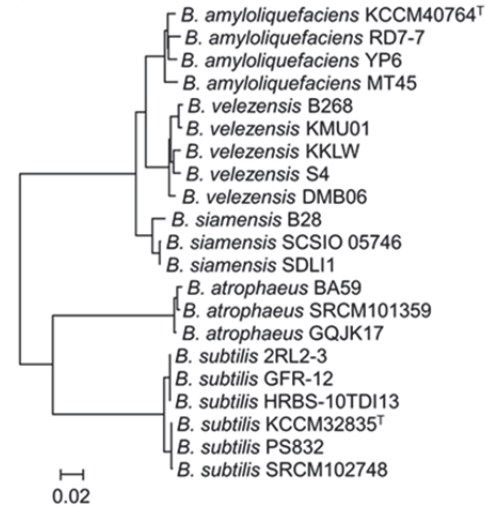 B. amyloliquefaciens KCCM40764ᵀ
B. amyloliquefaciens RD7-7
B. amyloliquefaciens YP6
B. amyloliquefaciens MT45
B. velezensis B268
B. velezensis KMU01
B. velezensis KKLW
B. velezensis S4
B. velezensis DMB06
B. siamensis B28
B. siamensis SCSIO 05746
B. siamensis SDLI1
B. atrophaeus BA59
B. atrophaeus SRCM101359
B. atrophaeus GQJK17
B. subtilis 2RL2-3
B. subtilis GFR-12
B. subtilis HRBS-10TDI13
B. subtilis KCCM32835ᵀ
B. subtilis PS832
B. subtilis SRCM102748
0.02